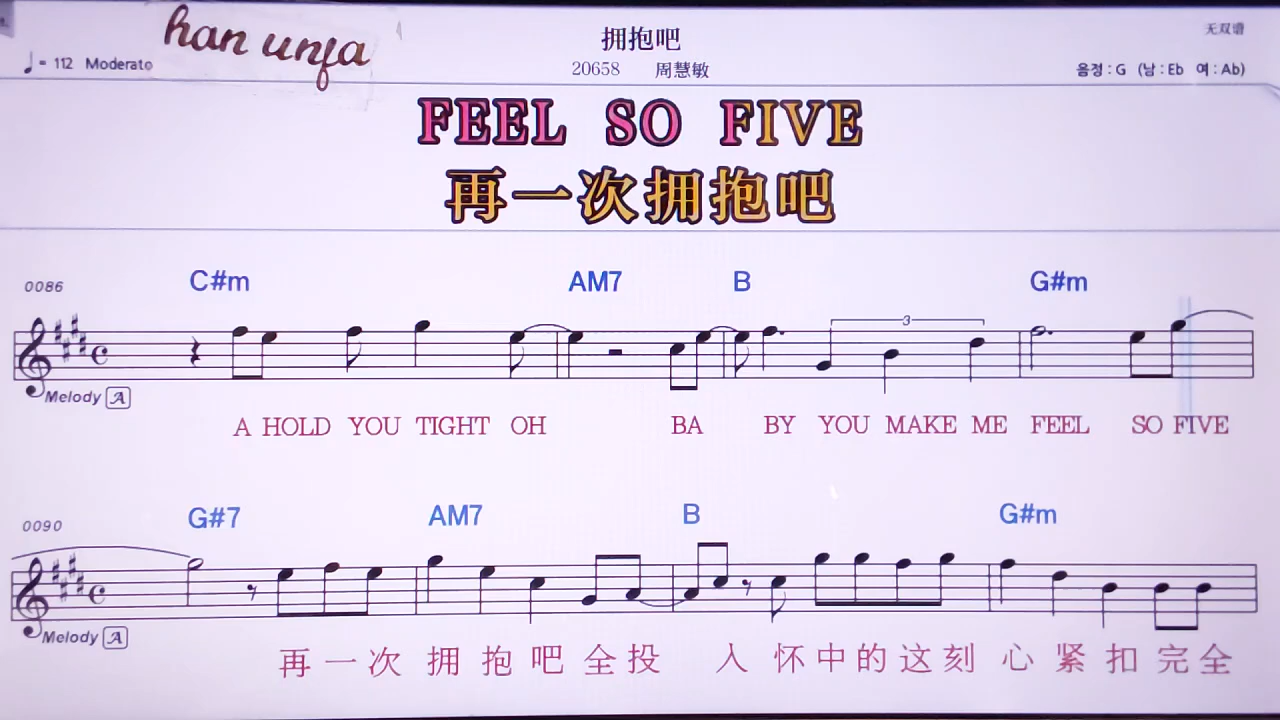 han unfa
拥抱吧
无双谱
♩= 112 Moderato
20658 周慧敏
음정 : G (남 : Eb 여 : Ab)
FEEL SO FIVE
再一次拥抱吧
0086 C#m AM7 B G#m
3
Melody A
A HOLD YOU TIGHT OH BA BY YOU MAKE ME FEEL SO FIVE
0090 G#7 AM7 B G#m
Melody A
再一次拥抱吧全投入怀中的这刻心紧扣完全